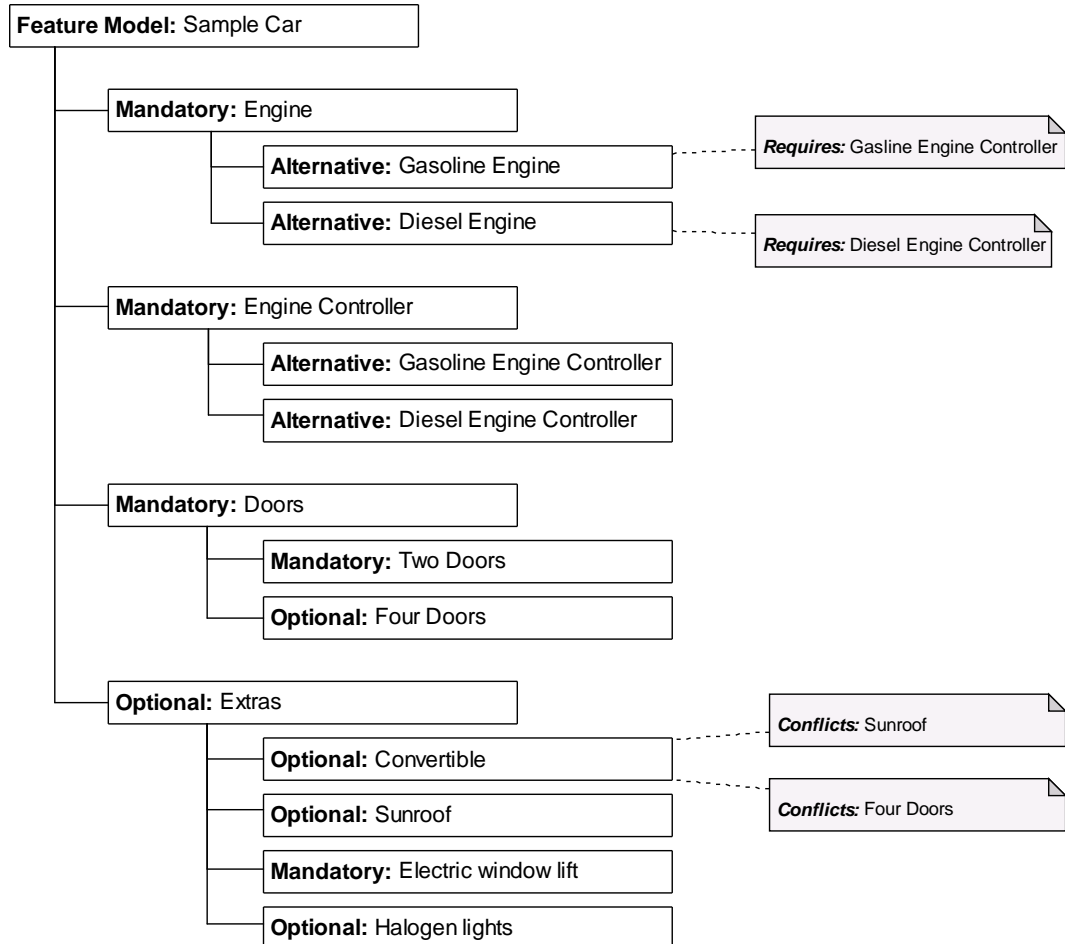 Feature Model: Sample Car
Mandatory: Engine
Alternative: Gasoline Engine
Requires: Gasline Engine Controller
Alternative: Diesel Engine
Requires: Diesel Engine Controller
Mandatory: Engine Controller
Alternative: Gasoline Engine Controller
Alternative: Diesel Engine Controller
Mandatory: Doors
Mandatory: Two Doors
Optional: Four Doors
Optional: Extras
Optional: Convertible
Conflicts: Sunroof
Conflicts: Four Doors
Optional: Sunroof
Mandatory: Electric window lift
Optional: Halogen lights